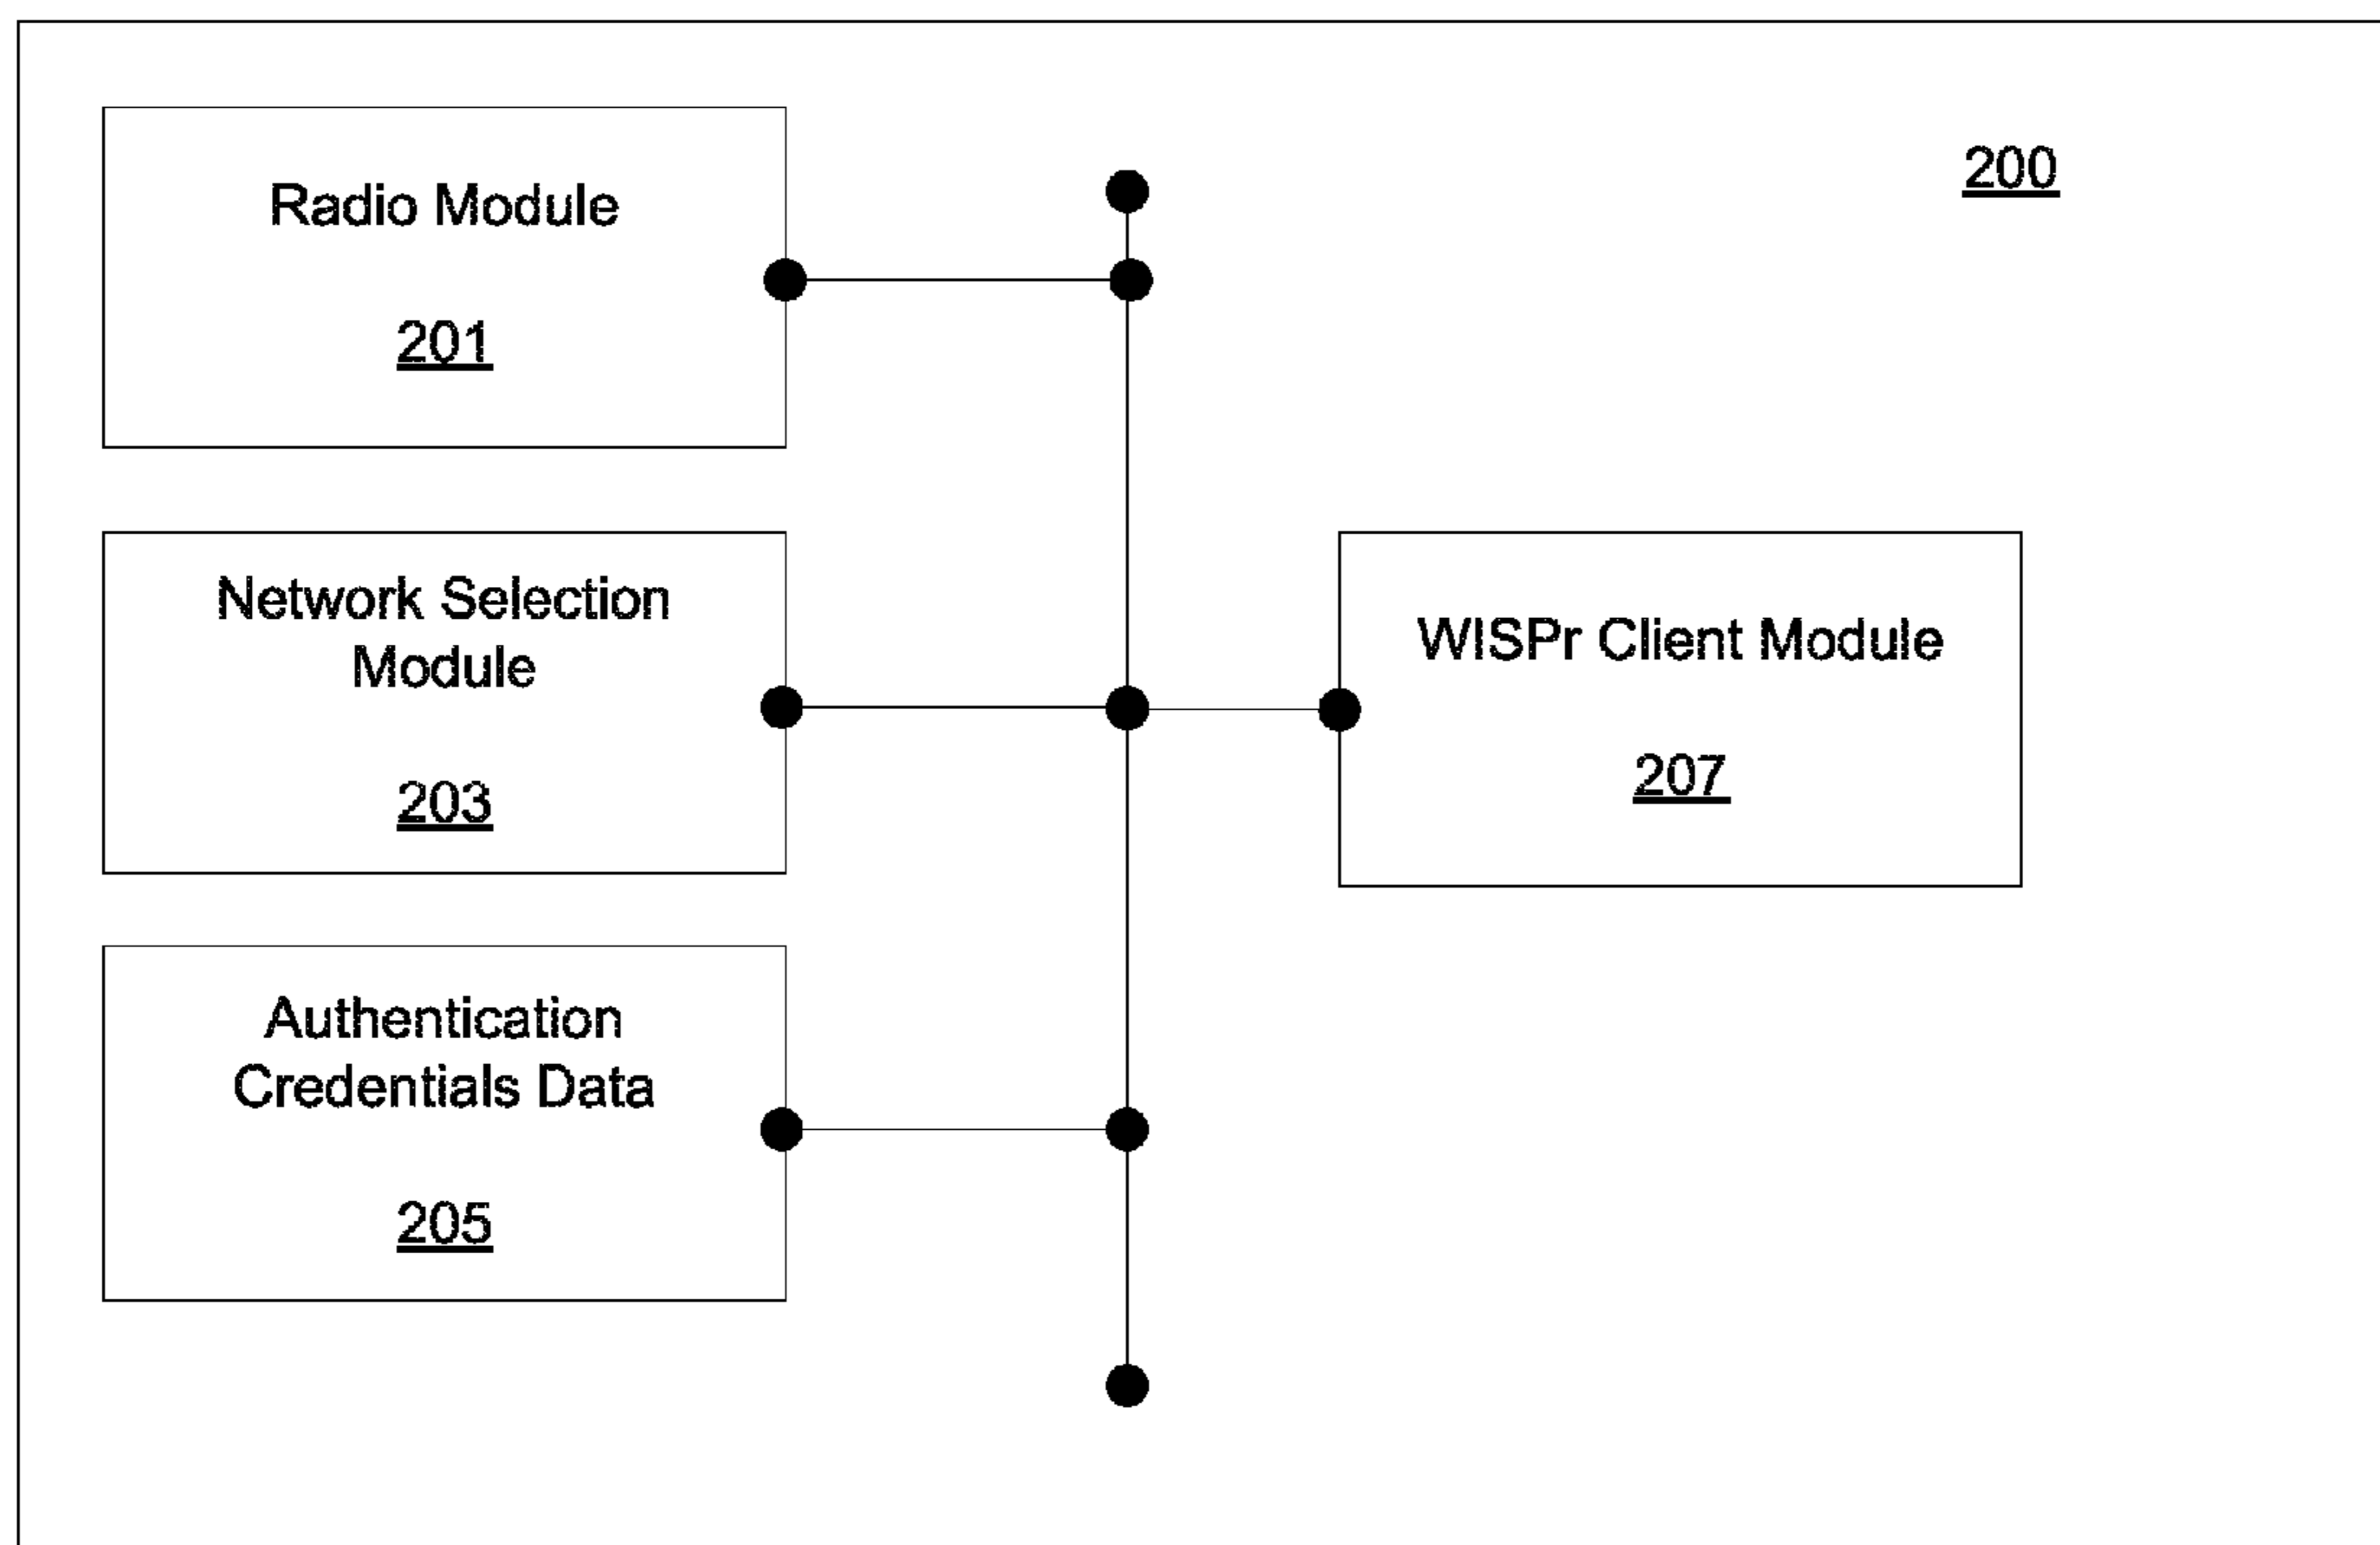 200
Radio Module
201
Network Selection
Module
203
WISPr Client Module
207
Authentication
Credentials Data
205